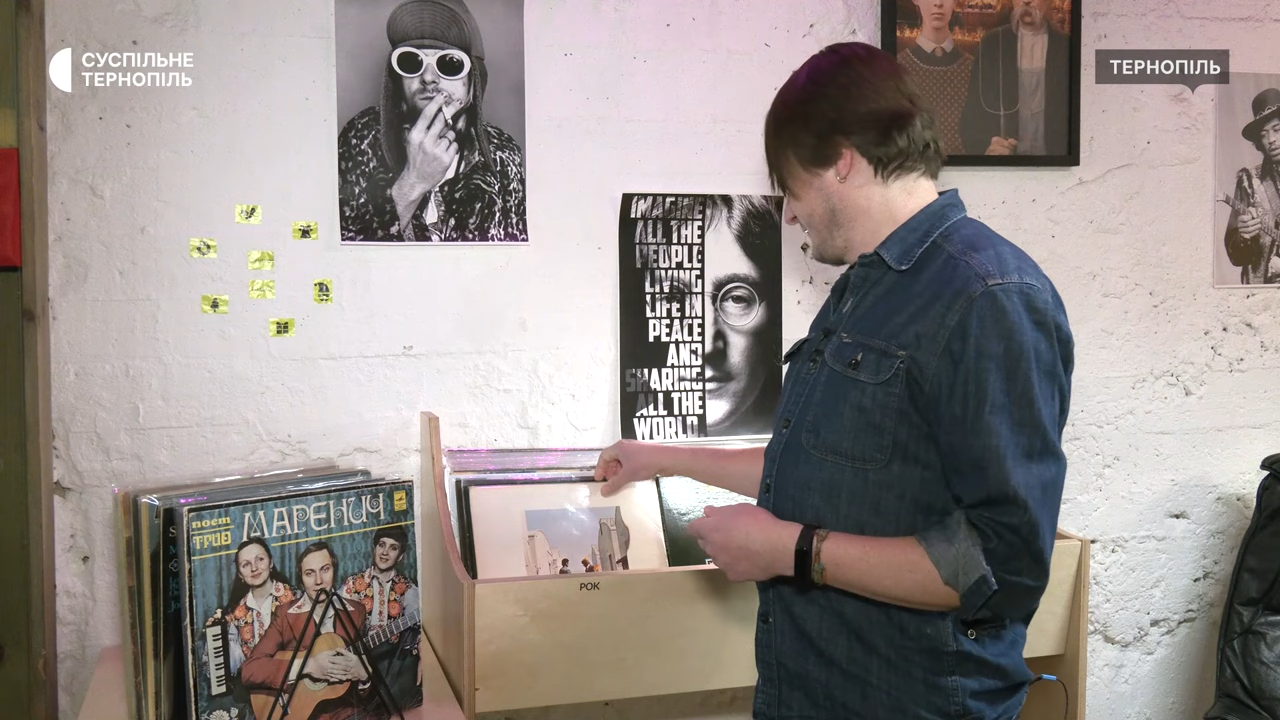 СУСПІЛЬНЕ
ТЕРНОПІЛЬ
ТЕРНОПІЛЬ
IMAGINE
ALL THE
PEOPLE
LIVING
LIFE IN
PEACE
AND
SHARING
ALL THE
WORLD.
поет
ТРИО
МАРЕНИЧ
РОК